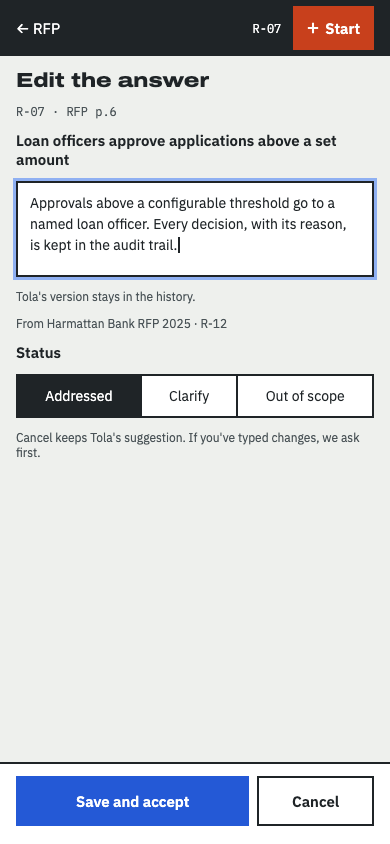 ← RFP
R-07
+ Start
Edit the answer
R-07 · RFP p.6
Loan officers approve applications above a set
amount
Approvals above a configurable threshold go to a
named loan officer. Every decision, with its reason,
is kept in the audit trail.
Tola's version stays in the history.
From Harmattan Bank RFP 2025 · R-12
Status
Addressed
Clarify
Out of scope
Cancel keeps Tola's suggestion. If you've typed changes, we ask
first.
Save and accept
Cancel